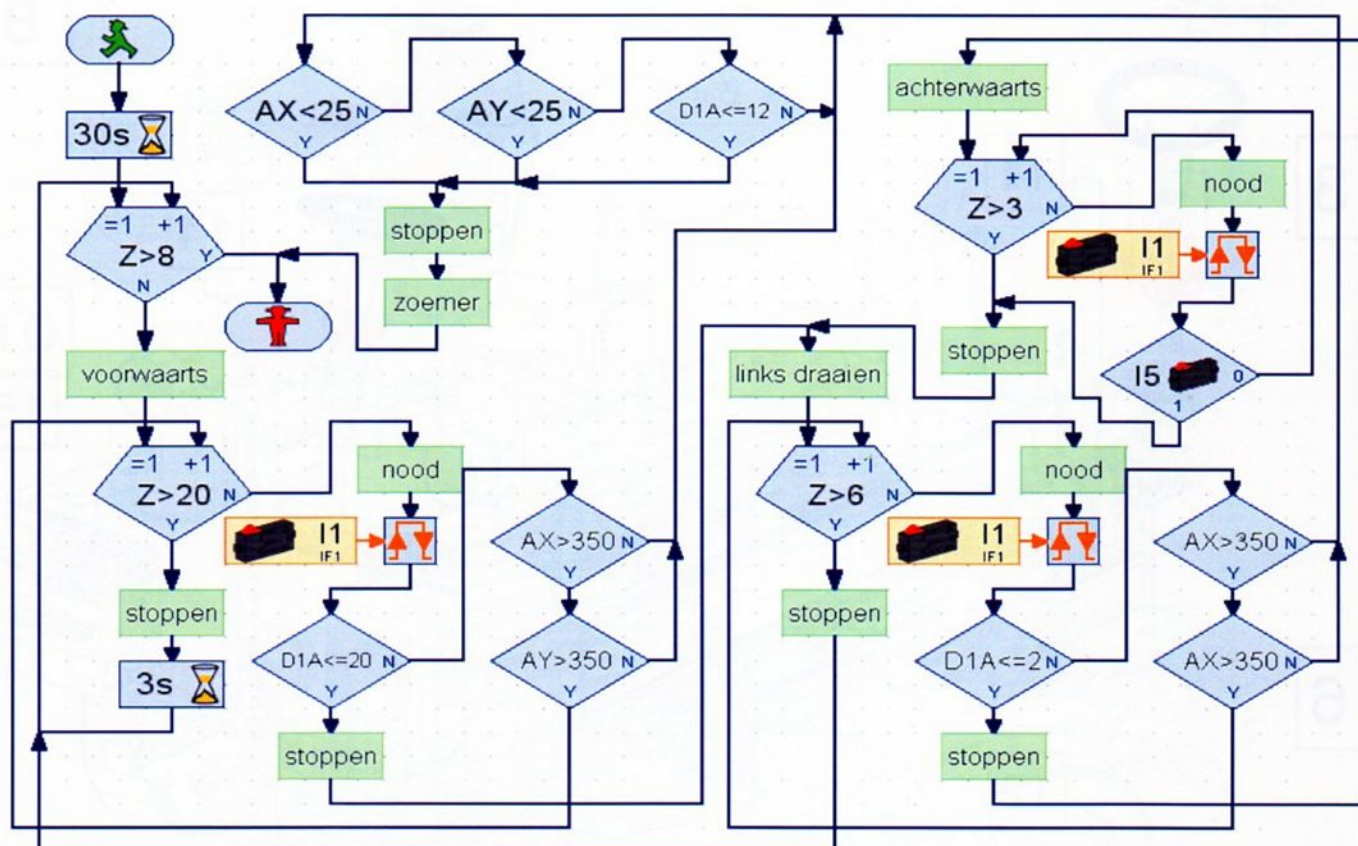 30s
=1 +1
Z>8
Y
N
voorwaarts
=1 +1
Z>20
N
Y
stoppen
3s
nood
I1
IF1
D1A<=20 N
Y
stoppen
AX>350 N
Y
AY>350 N
Y
AX<25 N
Y
AY<25 N
Y
D1A<=12 N
Y
stoppen
zoemer
achterwaarts
=1 +1
Z>3
N
Y
nood
I1
IF1
I5
0
1
stoppen
links draaien
=1 +1
Z>6
N
Y
stoppen
nood
I1
IF1
D1A<=2 N
Y
stoppen
AX>350 N
Y
AX>350 N
Y